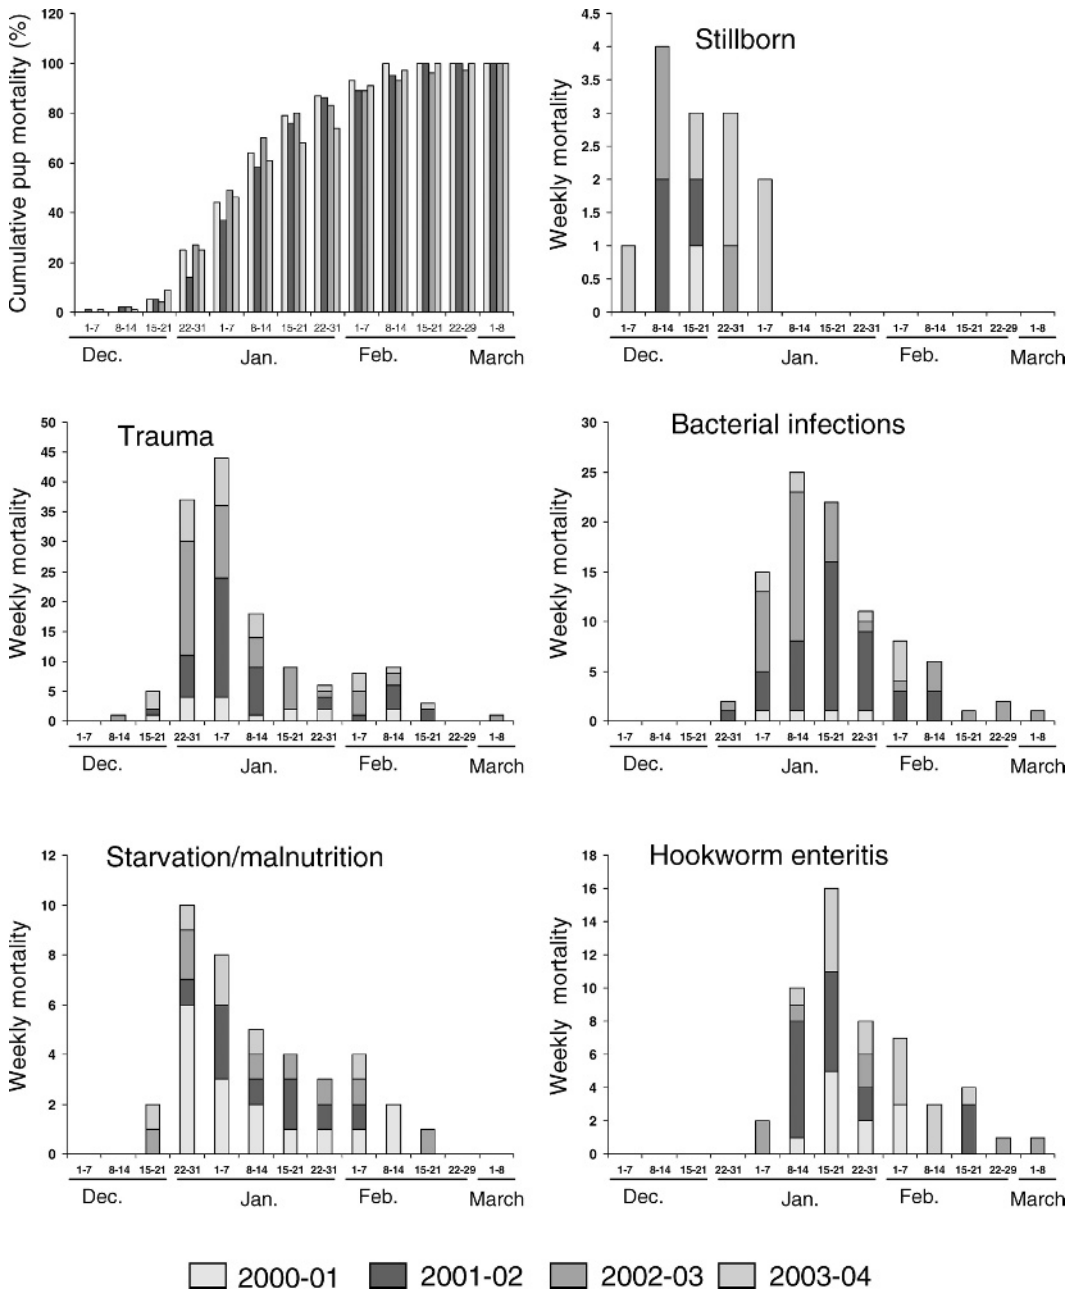 Cumulative pup mortality (%)
120
100
80
60
40
20
0
1-7 8-14 15-21 22-31 1-7 8-14 15-21 22-31 1-7 8-14 15-21 22-29 1-8
Dec. Jan. Feb. March
Stillborn
Weekly mortality
4.5
4
3.5
3
2.5
2
1.5
1
0.5
0
1-7 8-14 15-21 22-31 1-7 8-14 15-21 22-31 1-7 8-14 15-21 22-29 1-8
Dec. Jan. Feb. March
Trauma
Weekly mortality
50
45
40
35
30
25
20
15
10
5
0
1-7 8-14 15-21 22-31 1-7 8-14 15-21 22-31 1-7 8-14 15-21 22-29 1-8
Dec. Jan. Feb. March
Bacterial infections
Weekly mortality
30
25
20
15
10
5
0
1-7 8-14 15-21 22-31 1-7 8-14 15-21 22-31 1-7 8-14 15-21 22-29 1-8
Dec. Jan. Feb. March
Starvation/malnutrition
Weekly mortality
12
10
8
6
4
2
0
1-7 8-14 15-21 22-31 1-7 8-14 15-21 22-31 1-7 8-14 15-21 22-29 1-8
Dec. Jan. Feb. March
Hookworm enteritis
Weekly mortality
18
16
14
12
10
8
6
4
2
0
1-7 8-14 15-21 22-31 1-7 8-14 15-21 22-31 1-7 8-14 15-21 22-29 1-8
Dec. Jan. Feb. March
2000-01 2001-02 2002-03 2003-04